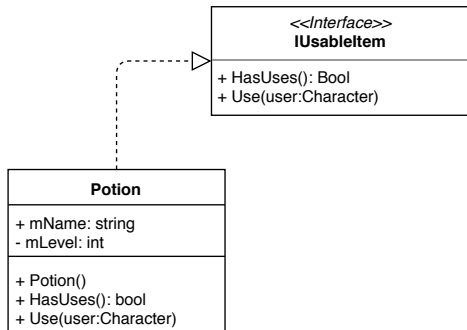 <<Interface>>
IUsableItem
+ HasUses(): Bool
+ Use(user:Character)
Potion
+ mName: string
- mLevel: int
+ Potion()
+ HasUses(): bool
+ Use(user:Character)